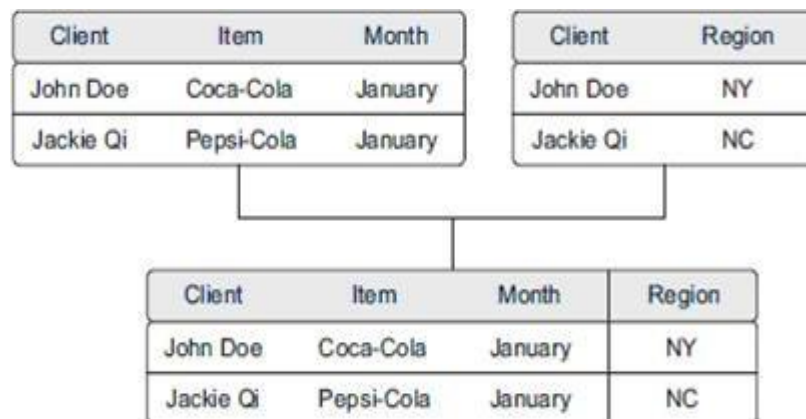 Client Item Month
John Doe Coca-Cola January
Jackie Qi Pepsi-Cola January
Client Region
John Doe NY
Jackie Qi NC
Client Item Month Region
John Doe Coca-Cola January NY
Jackie Qi Pepsi-Cola January NC